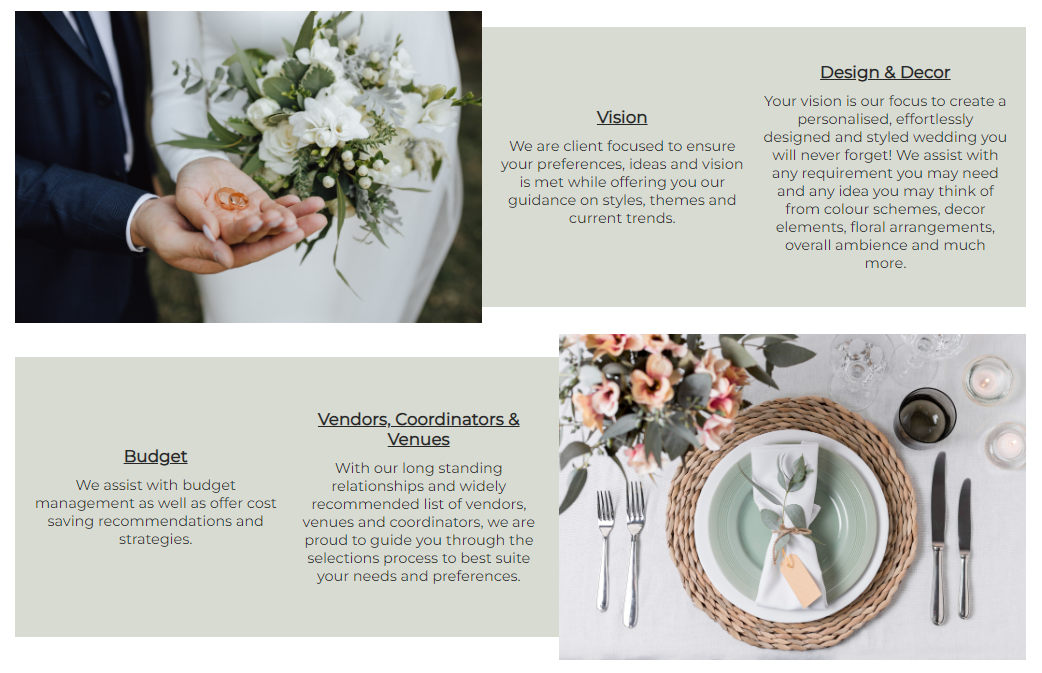 Vision
We are client focused to ensure
your preferences, ideas and vision
is met while offering you our
guidance on styles, themes and
current trends.
Design & Decor
Your vision is our focus to create a
personalised, effortlessly
designed and styled wedding you
will never forget! We assist with
any requirement you may need
and any idea you may think of
from colour schemes, decor
elements, floral arrangements,
overall ambience and much
more.
Budget
We assist with budget
management as well as offer cost
saving recommendations and
strategies.
Vendors, Coordinators &
Venues
With our long standing
relationships and widely
recommended list of vendors,
venues and coordinators, we are
proud to guide you through the
selections process to best suite
your needs and preferences.